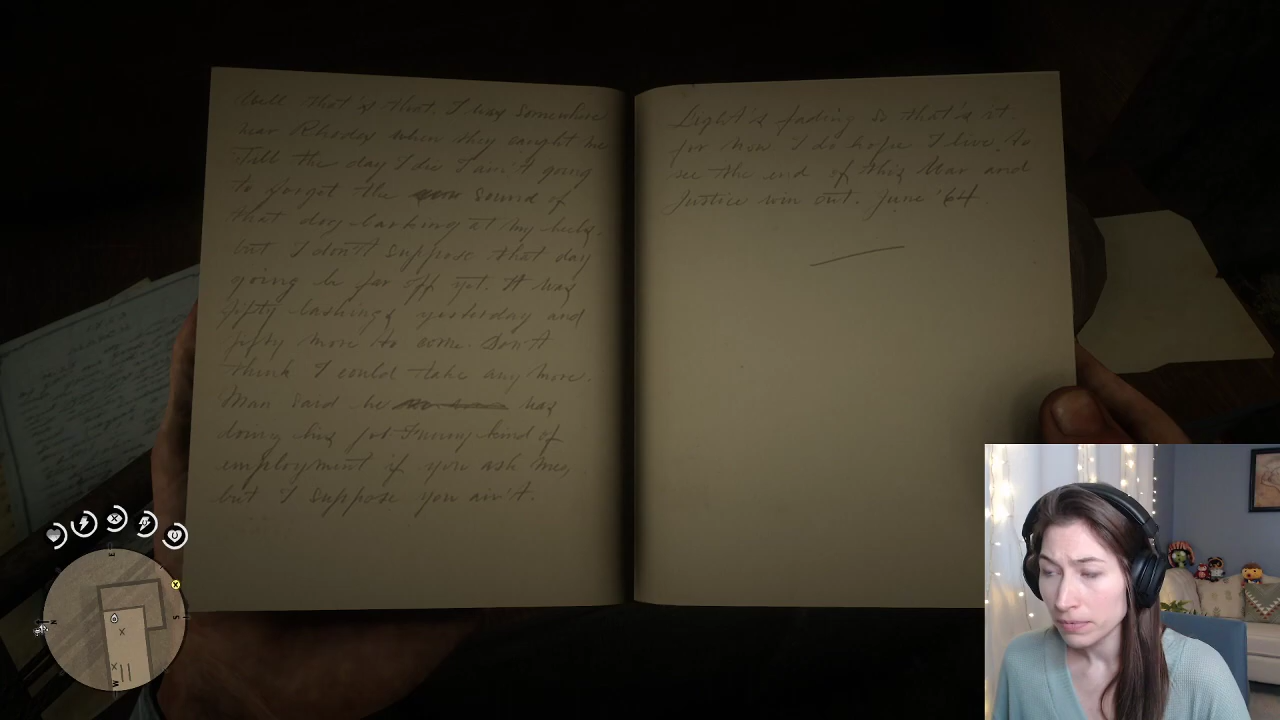 Well that is that. I was somewhere
near Rhodes when they caught me
Till the day I die I ain't going
to forgot the sound of
that dog barking at my heels.
but I don't suppose that day
going be far off yet. It was
fifty lashings yesterday and
fifty more to come. Don't
think I could take any more.
Man said he was
doing his job funny kind of
employment if you ask me,
but I suppose you ain't.
Light is fading so that's it
for now I do hope I live to
see the end of this War and
Justice win out. June '64